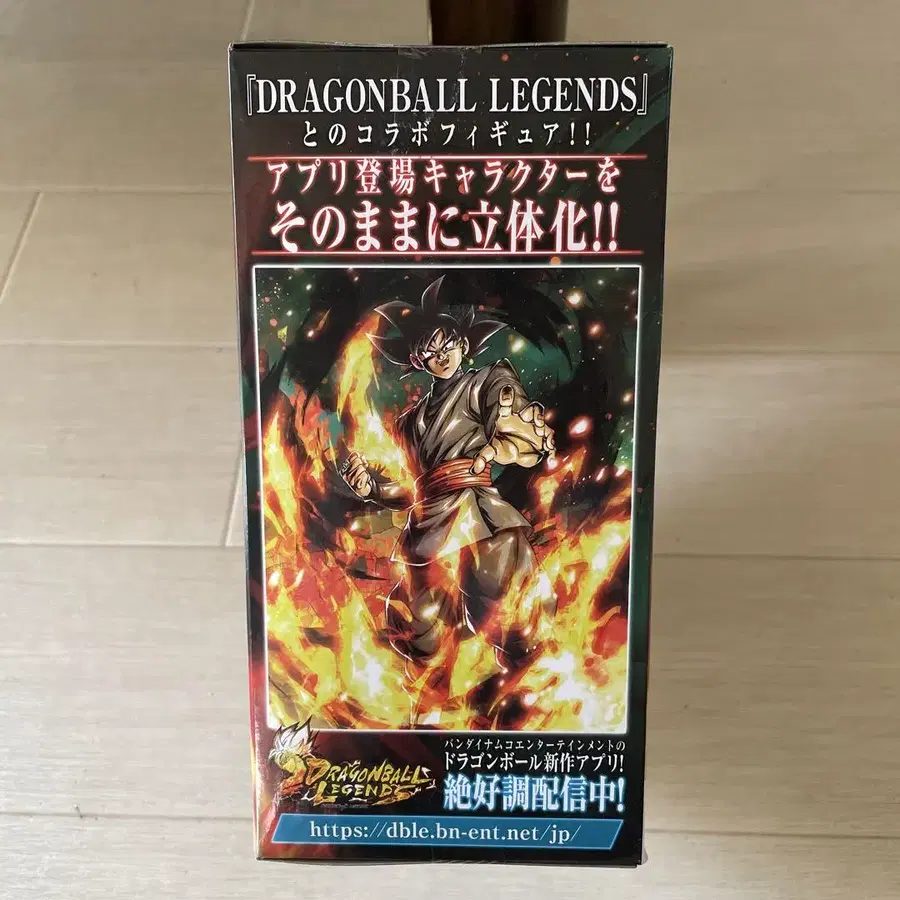 『DRAGONBALL LEGENDS』
とのコラボフィギュア!!
アプリ登場キャラクターを
そのままに立体化!!
バンダイナムコエンターテインメントの
ドラゴンボール新作アプリ!
絶好調配信中!
DRAGONBALL
LEGENDS
https://dble.bn-ent.net/jp/